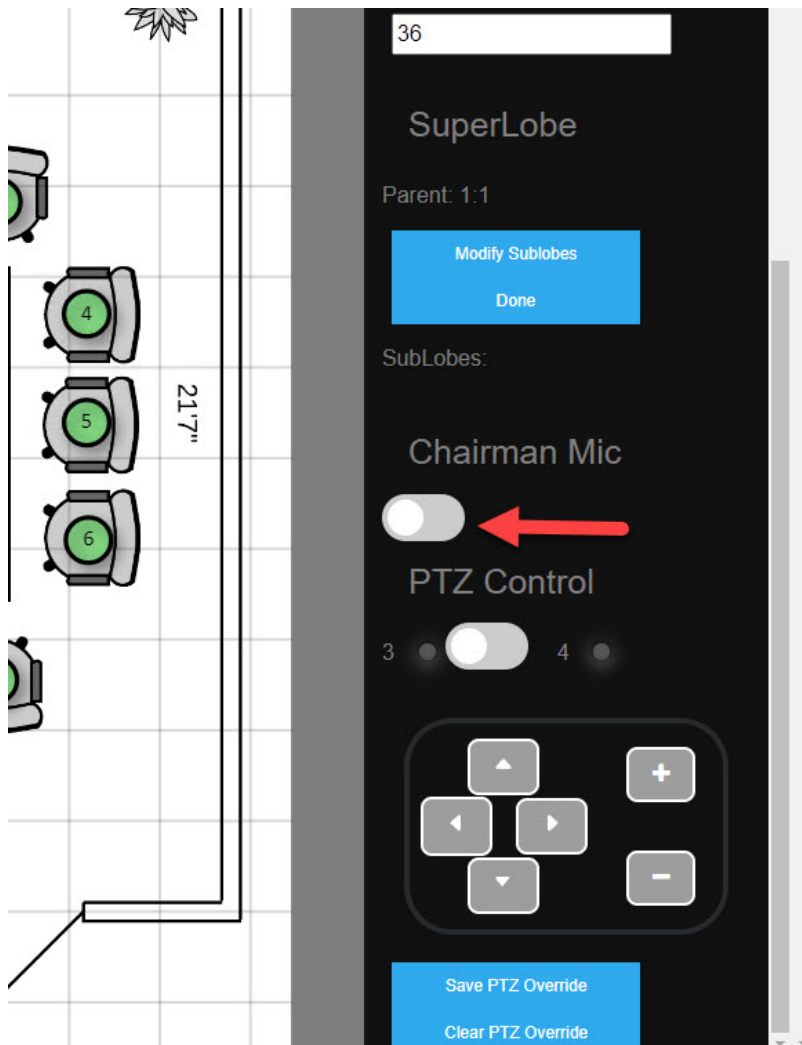 36
SuperLobe
Parent: 1:1
Modify Sublobes
Done
SubLobes:
Chairman Mic
PTZ Control
3 4
+
−
Save PTZ Override
Clear PTZ Override
4
5
6
21'7"